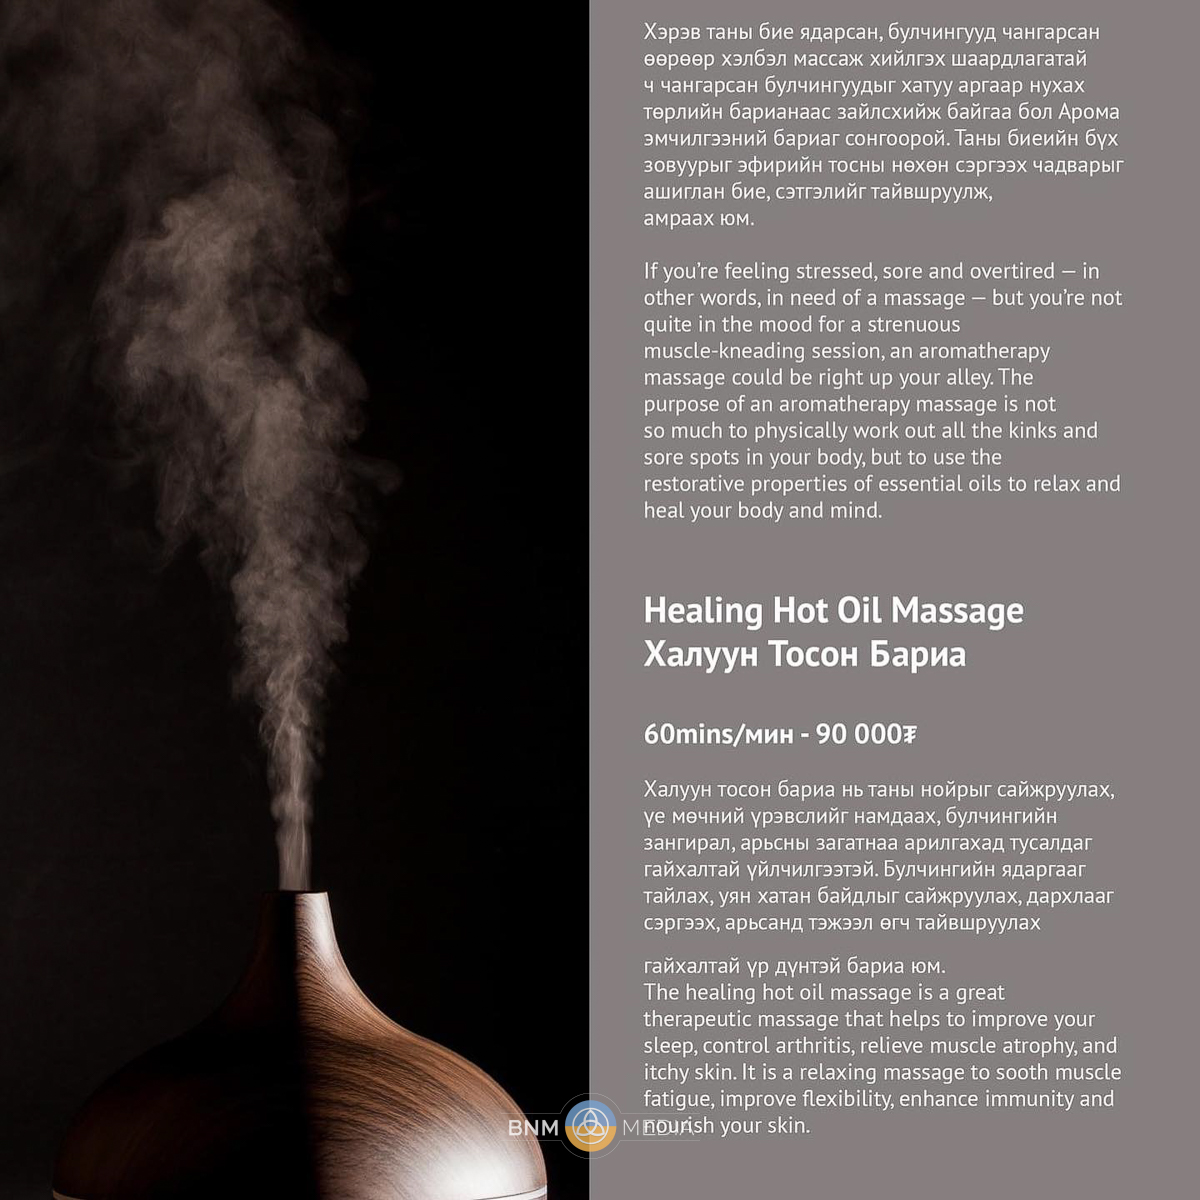 Хэрэв таны бие ядарсан, булчингууд чангарсан
өөрөөр хэлбэл массаж хийлгэх шаардлагатай
ч чангарсан булчингуудыг хатуу аргаар нухах
төрлийн барианаас зайлсхийж байгаа бол Арома
эмчилгээний бариаг сонгоорой. Таны биеийн бүх
зовуурыг эфирийн тосны нөхөн сэргээх чадварыг
ашиглан бие, сэтгэлийг тайвшруулж,
амраах юм.
If you’re feeling stressed, sore and overtired — in
other words, in need of a massage — but you’re not
quite in the mood for a strenuous
muscle-kneading session, an aromatherapy
massage could be right up your alley. The
purpose of an aromatherapy massage is not
so much to physically work out all the kinks and
sore spots in your body, but to use the
restorative properties of essential oils to relax and
heal your body and mind.
Healing Hot Oil Massage
Халуун Тосон Бариа
60mins/мин - 90 000₮
Халуун тосон бариа нь таны нойрыг сайжруулах,
үе мөчний үрэвслийг намдаах, булчингийн
зангирал, арьсны загатнаа арилгахад тусалдаг
гайхалтай үйлчилгээтэй. Булчингийн ядаргааг
тайлах, уян хатан байдлыг сайжруулах, дархлааг
сэргээх, арьсанд тэжээл өгч тайвшруулах
гайхалтай үр дүнтэй бариа юм.
The healing hot oil massage is a great
therapeutic massage that helps to improve your
sleep, control arthritis, relieve muscle atrophy, and
itchy skin. It is a relaxing massage to sooth muscle
fatigue, improve flexibility, enhance immunity and
nourish your skin.
BNM MEDIA